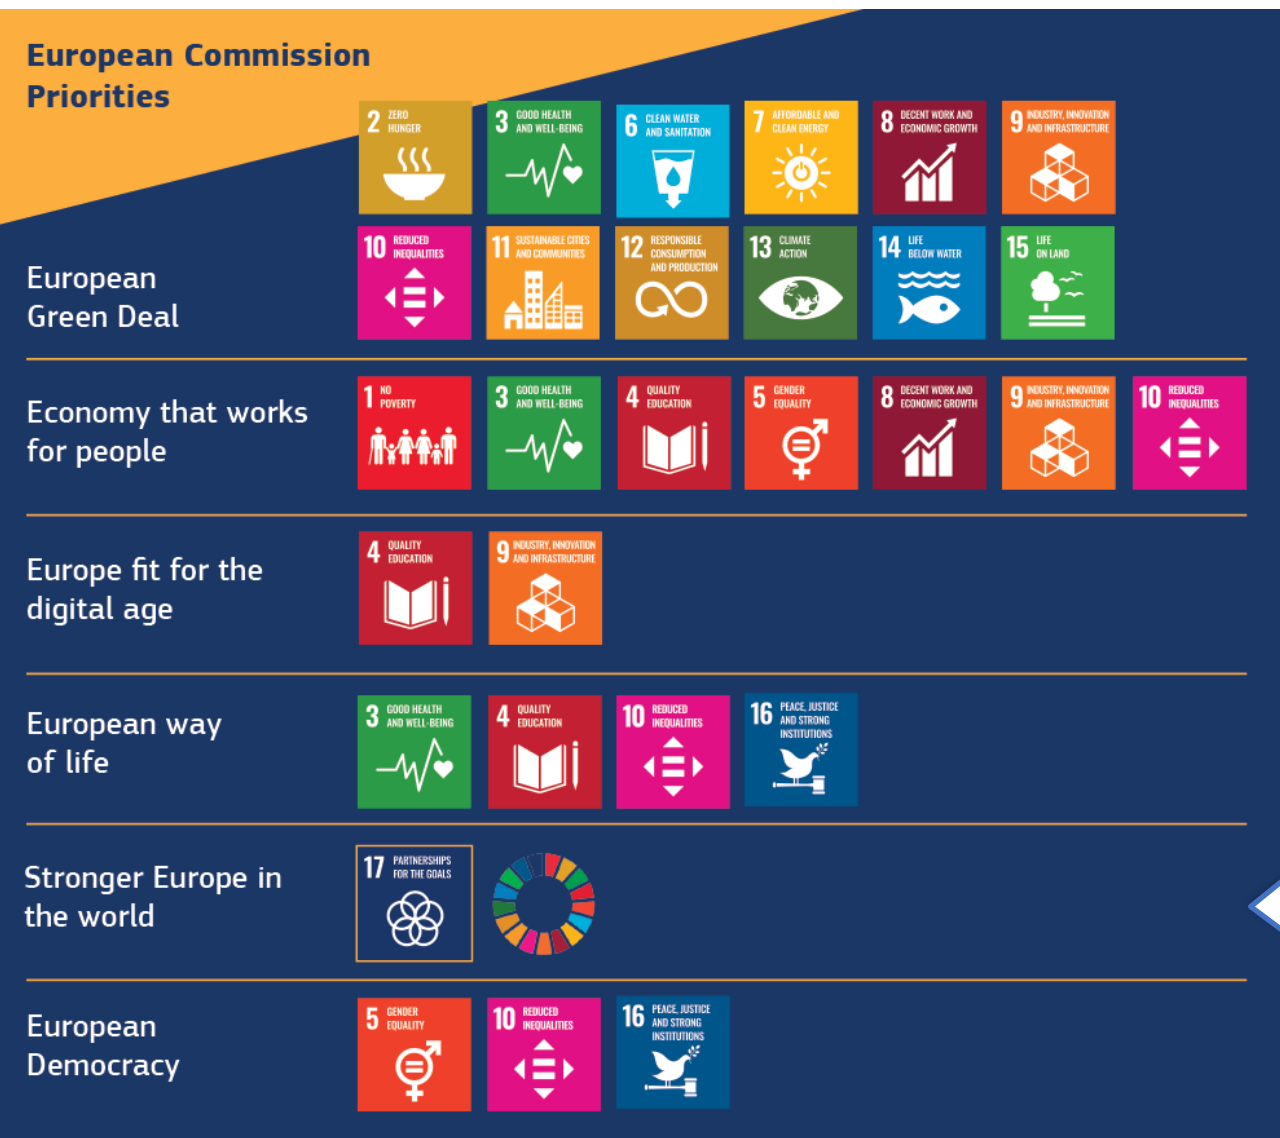 European Commission
Priorities
2 ZERO
HUNGER
3 GOOD HEALTH
AND WELL-BEING
6 CLEAN WATER
AND SANITATION
7 AFFORDABLE AND
CLEAN ENERGY
8 DECENT WORK AND
ECONOMIC GROWTH
9 INDUSTRY, INNOVATION
AND INFRASTRUCTURE
European
Green Deal
10 REDUCED
INEQUALITIES
11 SUSTAINABLE CITIES
AND COMMUNITIES
12 RESPONSIBLE
CONSUMPTION
AND PRODUCTION
13 CLIMATE
ACTION
14 LIFE
BELOW WATER
15 LIFE
ON LAND
Economy that works
for people
1 NO
POVERTY
3 GOOD HEALTH
AND WELL-BEING
4 QUALITY
EDUCATION
5 GENDER
EQUALITY
8 DECENT WORK AND
ECONOMIC GROWTH
9 INDUSTRY, INNOVATION
AND INFRASTRUCTURE
10 REDUCED
INEQUALITIES
Europe fit for the
digital age
4 QUALITY
EDUCATION
9 INDUSTRY, INNOVATION
AND INFRASTRUCTURE
European way
of life
3 GOOD HEALTH
AND WELL-BEING
4 QUALITY
EDUCATION
10 REDUCED
INEQUALITIES
16 PEACE, JUSTICE
AND STRONG
INSTITUTIONS
Stronger Europe in
the world
17 PARTNERSHIPS
FOR THE GOALS
European
Democracy
5 GENDER
EQUALITY
10 REDUCED
INEQUALITIES
16 PEACE, JUSTICE
AND STRONG
INSTITUTIONS